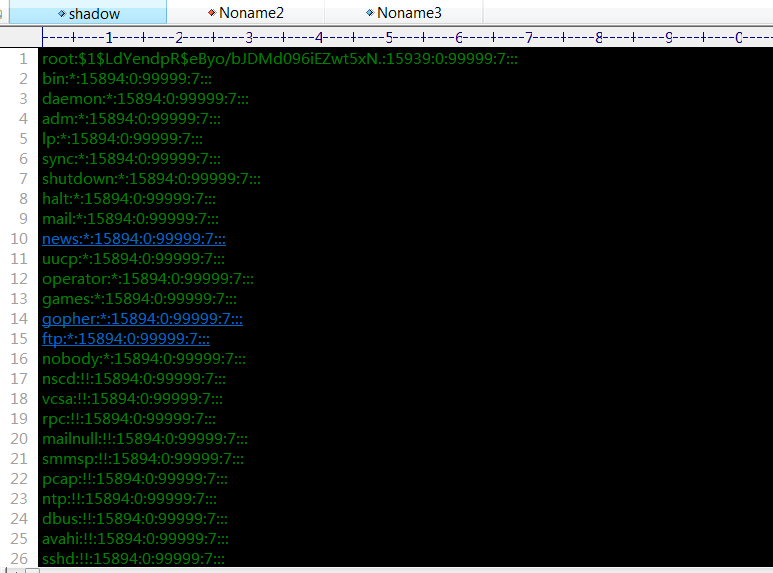 shadow Noname2 Noname3
----|----1----|----2----|----3----|----4----|----5----|----6----|----7----|----8----|----9----|----0----|
1 root:$1$LdYendpR$eByo/bJDMd096iEZwt5xN.:15939:0:99999:7:::
2 bin:*:15894:0:99999:7:::
3 daemon:*:15894:0:99999:7:::
4 adm:*:15894:0:99999:7:::
5 lp:*:15894:0:99999:7:::
6 sync:*:15894:0:99999:7:::
7 shutdown:*:15894:0:99999:7:::
8 halt:*:15894:0:99999:7:::
9 mail:*:15894:0:99999:7:::
10 news:*:15894:0:99999:7:::
11 uucp:*:15894:0:99999:7:::
12 operator:*:15894:0:99999:7:::
13 games:*:15894:0:99999:7:::
14 gopher:*:15894:0:99999:7:::
15 ftp:*:15894:0:99999:7:::
16 nobody:*:15894:0:99999:7:::
17 nscd:!!:15894:0:99999:7:::
18 vcsa:!!:15894:0:99999:7:::
19 rpc:!!:15894:0:99999:7:::
20 mailnull:!!:15894:0:99999:7:::
21 smmsp:!!:15894:0:99999:7:::
22 pcap:!!:15894:0:99999:7:::
23 ntp:!!:15894:0:99999:7:::
24 dbus:!!:15894:0:99999:7:::
25 avahi:!!:15894:0:99999:7:::
26 sshd:!!:15894:0:99999:7:::